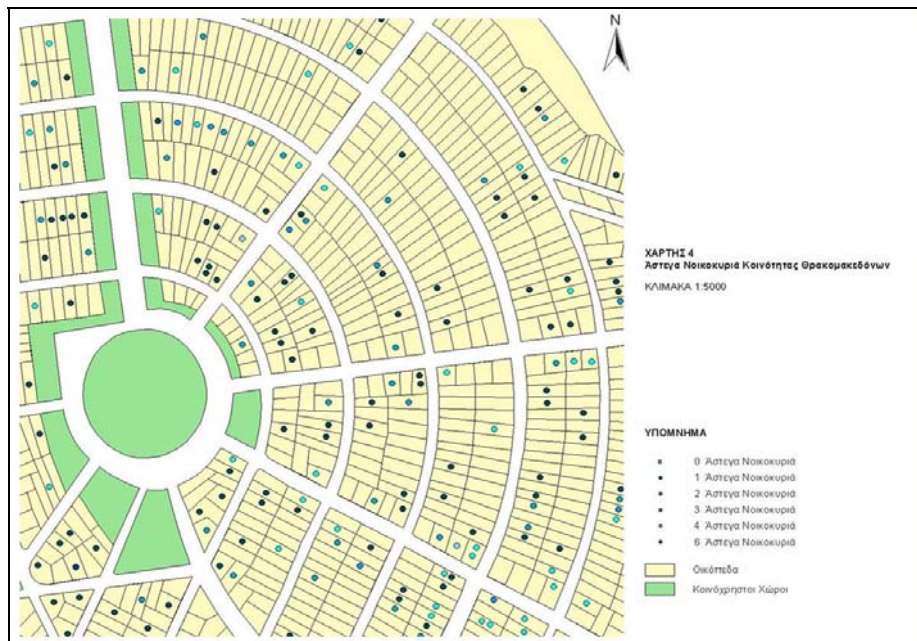 N
ΧΑΡΤΗΣ 4
Άστεγα Νοικοκυριά Κοινότητας Θρακομακεδόνων
ΚΛΙΜΑΚΑ 1:5000
ΥΠΟΜΝΗΜΑ
0 Άστεγα Νοικοκυριά
1 Άστεγα Νοικοκυριά
2 Άστεγα Νοικοκυριά
3 Άστεγα Νοικοκυριά
4 Άστεγα Νοικοκυριά
6 Άστεγα Νοικοκυριά
Οικόπεδα
Κοινόχρηστοι Χώροι